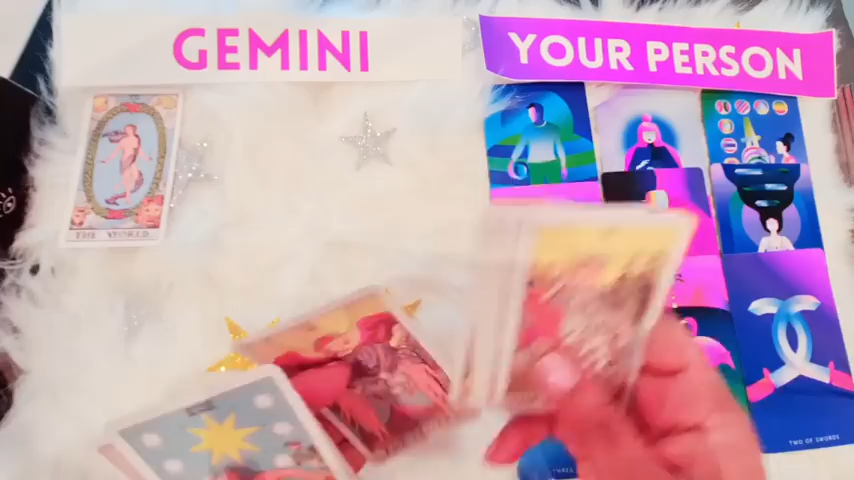 GEMINI
YOUR PERSON
THE WORLD
TWO OF SWORDS